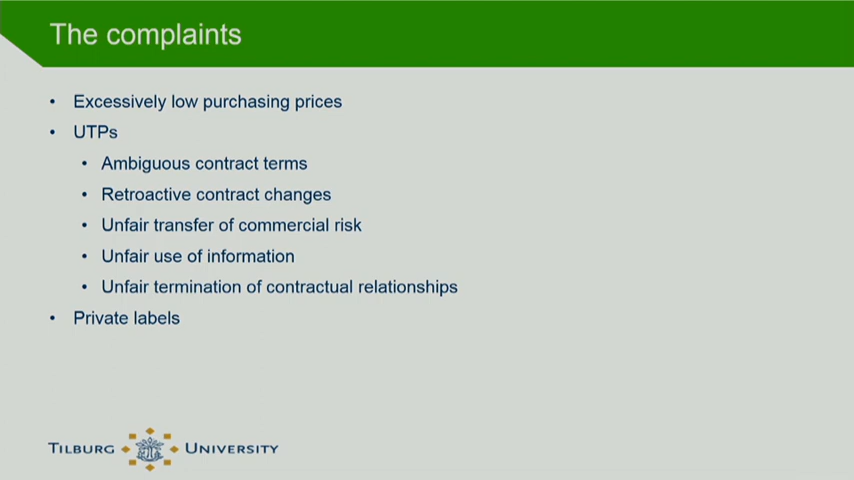 The complaints
• Excessively low purchasing prices
• UTPs
• Ambiguous contract terms
• Retroactive contract changes
• Unfair transfer of commercial risk
• Unfair use of information
• Unfair termination of contractual relationships
• Private labels
TILBURG UNIVERSITY